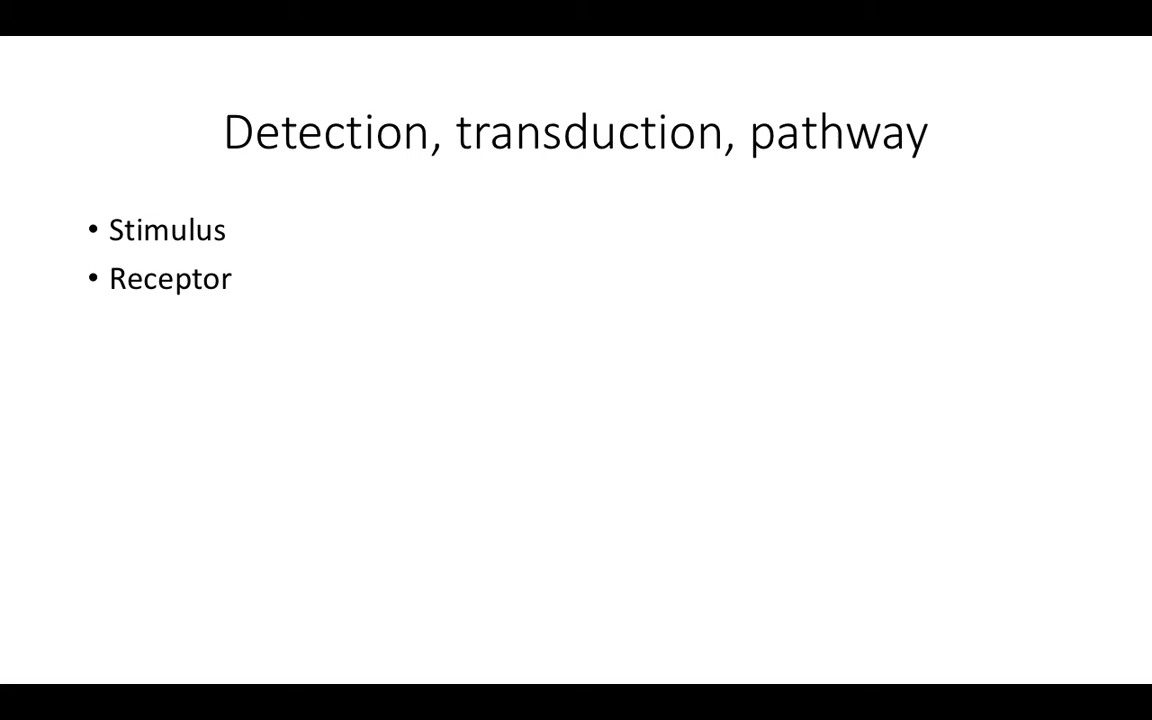 Detection, transduction, pathway
• Stimulus
• Receptor